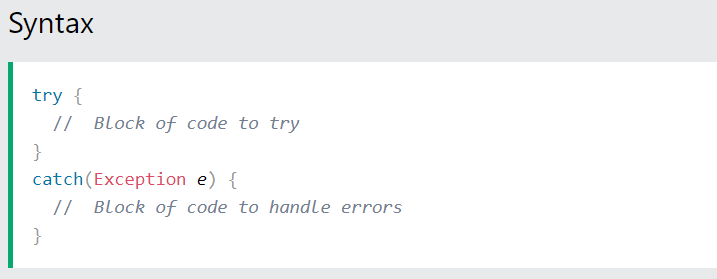 Syntax
try {
  //  Block of code to try
}
catch(Exception e) {
  //  Block of code to handle errors
}